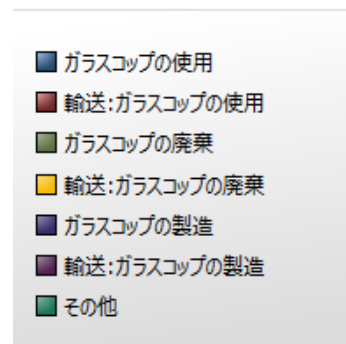 ガラスコップの使用
輸送:ガラスコップの使用
ガラスコップの廃棄
輸送:ガラスコップの廃棄
ガラスコップの製造
輸送:ガラスコップの製造
その他